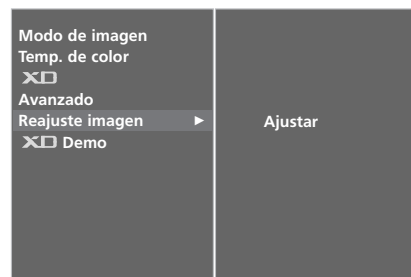 Modo de imagen
Temp. de color
XD
Avanzado
Reajuste imagen ►
XD Demo
Ajustar